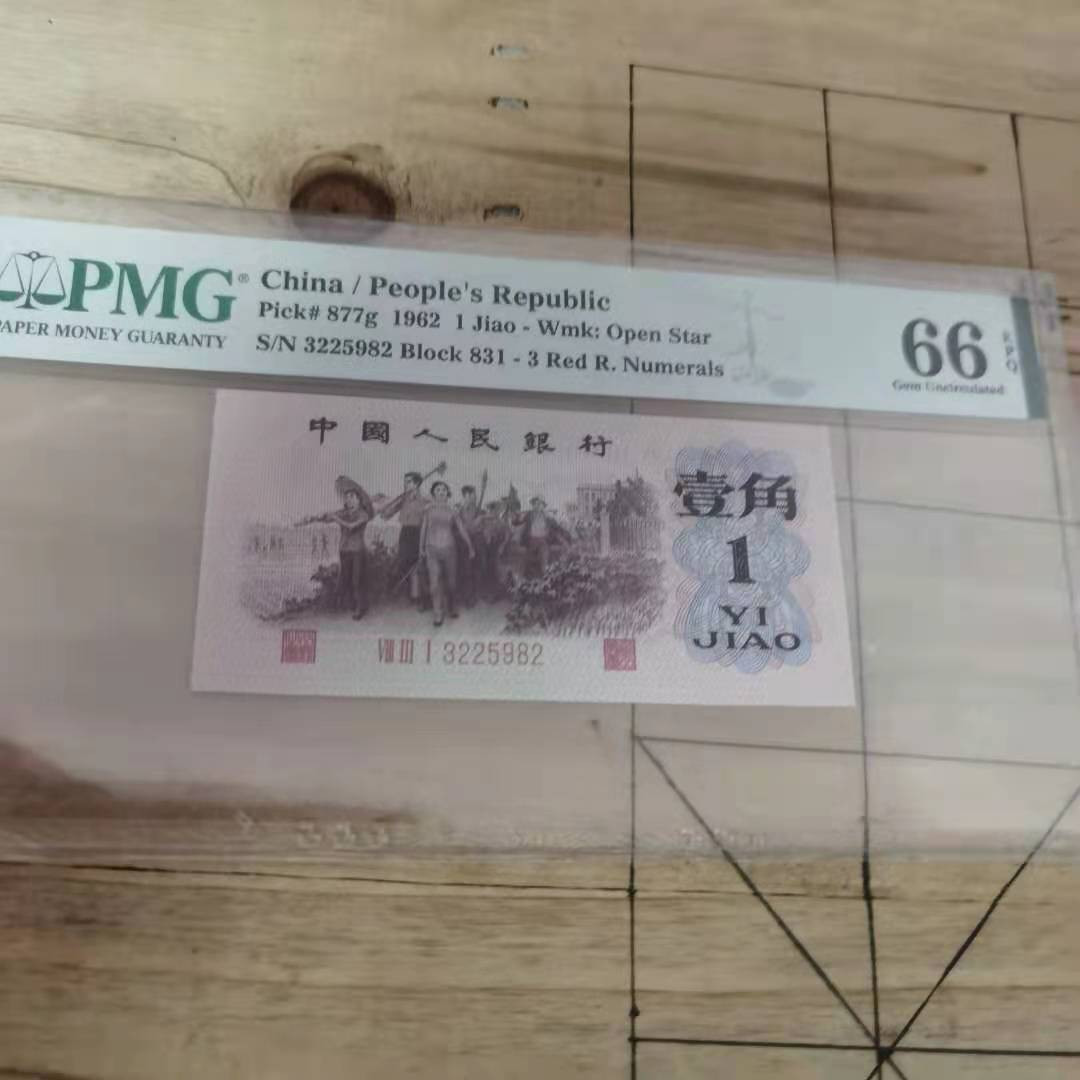 PMG®
PAPER MONEY GUARANTY
China / People's Republic
Pick# 877g 1962 1 Jiao - Wmk: Open Star
S/N 3225982 Block 831 - 3 Red R. Numerals
66
Gem Uncirculated
中國人民銀行
壹角
1
YI
JIAO
VIII III I 3225982